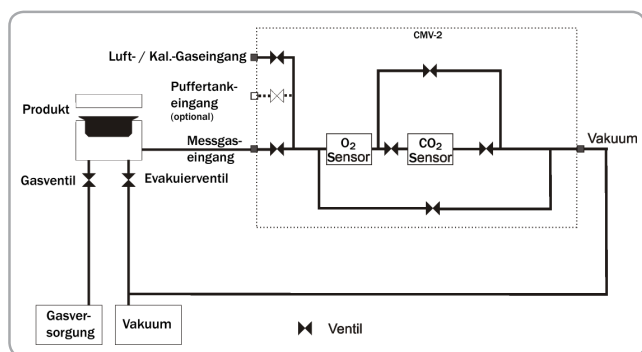 CMV-2
Luft- / Kal.-Gaseingang
Puffertank-
eingang
(optional)
Produkt
Messgas-
eingang
O2
Sensor
CO2
Sensor
Vakuum
Gasventil
Evakuierventil
Gasver-
sorgung
Vakuum
Ventil